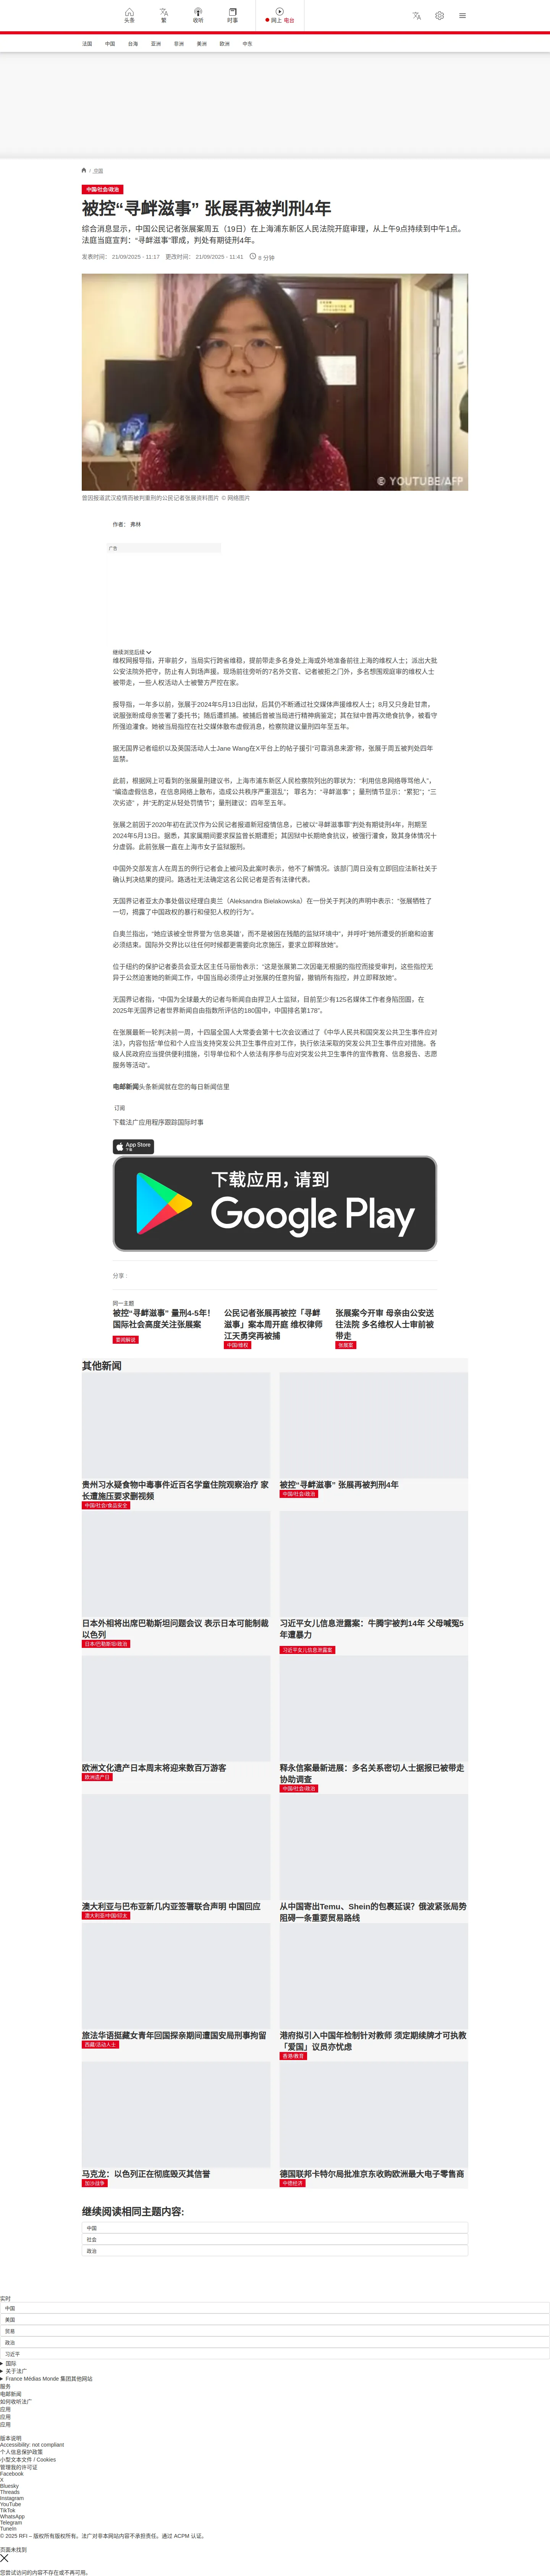 头条
繁
收听
时事
网上 电台
法国
中国
台海
亚洲
非洲
美洲
欧洲
中东
/ 中国
中国/社会/政治
被控“寻衅滋事” 张展再被判刑4年
综合消息显示，中国公民记者张展案周五（19日）在上海浦东新区人民法院开庭审理，从上午9点持续到中午1点。
法庭当庭宣判：“寻衅滋事”罪成，判处有期徒刑4年。
发表时间： 21/09/2025 - 11:17 更改时间： 21/09/2025 - 11:41 8 分钟
© YOUTUBE/AFP
曾因报道武汉疫情而被判重刑的公民记者张展资料图片 © 网络图片
作者： 弗林
广告
继续浏览后续
维权网报导指，开审前夕，当局实行跨省维稳，提前带走多名身处上海或外地准备前往上海的维权人士；派出大批
公安法院外把守，防止有人到场声援。现场前往旁听的7名外交官、记者被拒之门外，多名想围观庭审的维权人士
被带走，一些人权活动人士被警方严控在家。
报导指，一年多以前，张展于2024年5月13日出狱，后其仍不断通过社交媒体声援维权人士；8月又只身赴甘肃，
说服张盼成母亲签署了委托书；随后遭抓捕。被捕后曾被当局进行精神病鉴定；其在狱中曾再次绝食抗争，被看守
所强迫灌食。她被当局指控在社交媒体散布虚假消息，检察院建议量刑四年至五年。
据无国界记者组织以及英国活动人士Jane Wang在X平台上的帖子援引“可靠消息来源”称，张展于周五被判处四年
监禁。
此前，根据网上可看到的张展量刑建议书，上海市浦东新区人民检察院列出的罪状为：“利用信息网络等骂他人”，
“编造虚假信息，在信息网络上散布，造成公共秩序严重混乱”； 罪名为：“寻衅滋事” ；量刑情节显示：“累犯”；“三
次劣迹” ，并“无酌定从轻处罚情节”；量刑建议：四年至五年。
张展之前因于2020年初在武汉作为公民记者报道新冠疫情信息，已被以“寻衅滋事罪”判处有期徒刑4年，刑期至
2024年5月13日。据悉，其家属期间要求探监曾长期遭拒；其因狱中长期绝食抗议，被强行灌食，致其身体情况十
分虚弱。此前张展一直在上海市女子监狱服刑。
中国外交部发言人在周五的例行记者会上被问及此案时表示，他不了解情况。该部门周日没有立即回应法新社关于
确认判决结果的提问。路透社无法确定这名公民记者是否有法律代表。
无国界记者亚太办事处倡议经理白奥兰（Aleksandra Bielakowska）在一份关于判决的声明中表示：“张展牺牲了
一切，揭露了中国政权的暴行和侵犯人权的行为”。
白奥兰指出，“她应该被全世界誉为‘信息英雄’，而不是被困在残酷的监狱环境中”，并呼吁“她所遭受的折磨和迫害
必须结束。国际外交界比以往任何时候都更需要向北京施压，要求立即释放她”。
位于纽约的保护记者委员会亚太区主任马丽怡表示：“这是张展第二次因毫无根据的指控而接受审判，这些指控无
异于公然迫害她的新闻工作，中国当局必须停止对张展的任意拘留，撤销所有指控，并立即释放她”。
无国界记者指，“中国为全球最大的记者与新闻自由捍卫人士监狱，目前至少有125名媒体工作者身陷囹圄，在
2025年无国界记者世界新闻自由指数所评估的180国中，中国排名第178”。
在张展最新一轮判决前一周，十四届全国人大常委会第十七次会议通过了《中华人民共和国突发公共卫生事件应对
法》，内容包括“单位和个人应当支持突发公共卫生事件应对工作，执行依法采取的突发公共卫生事件应对措施。各
级人民政府应当提供便利措施，引导单位和个人依法有序参与应对突发公共卫生事件的宣传教育、信息报告、志愿
服务等活动”。
电邮新闻头条新闻就在您的每日新闻信里
订阅
下载法广应用程序跟踪国际时事
App Store
下载
下载应用，请到
Google Play
分享 :
同一主题
被控“寻衅滋事” 量刑4-5年！
国际社会高度关注张展案
要闻解说
公民记者张展再被控「寻衅
滋事」案本周开庭 维权律师
江天勇突再被捕
中国/维权
张展案今开审 母亲由公安送
往法院 多名维权人士审前被
带走
张展案
其他新闻
贵州习水疑食物中毒事件近百名学童住院观察治疗 家
长遭施压要求删视频
中国/社会/食品安全
被控“寻衅滋事” 张展再被判刑4年
中国/社会/政治
日本外相将出席巴勒斯坦问题会议 表示日本可能制裁
以色列
日本/巴勒斯坦/政治
习近平女儿信息泄露案：牛腾宇被判14年 父母喊冤5
年遭暴力
习近平女儿信息泄露案
欧洲文化遗产日本周末将迎来数百万游客
欧洲遗产日
释永信案最新进展：多名关系密切人士据报已被带走
协助调查
中国/社会/政治
澳大利亚与巴布亚新几内亚签署联合声明 中国回应
澳大利亚/中国/印太
从中国寄出Temu、Shein的包裹延误？俄波紧张局势
阻碍一条重要贸易路线
旅法华语挺藏女青年回国探亲期间遭国安局刑事拘留
西藏/活动人士
港府拟引入中国年检制针对教师 须定期续牌才可执教
「爱国」议员亦忧虑
香港/教育
马克龙：以色列正在彻底毁灭其信誉
加沙战争
德国联邦卡特尔局批准京东收购欧洲最大电子零售商
中德经济
继续阅读相同主题内容:
中国
社会
政治
实时
中国
美国
贸易
政治
习近平
国际
关于法广
France Médias Monde 集团其他网站
服务
电邮新闻
如何收听法广
应用
应用
应用
版本说明
Accessibility: not compliant
个人信息保护政策
小型文本文件 / Cookies
管理我的许可证
Facebook
X
Bluesky
Threads
Instagram
YouTube
TikTok
WhatsApp
Telegram
TuneIn
© 2025 RFI – 版权所有版权所有。法广对非本网站内容不承担责任。通过 ACPM 认证。
页面未找到
您尝试访问的内容不存在或不再可用。